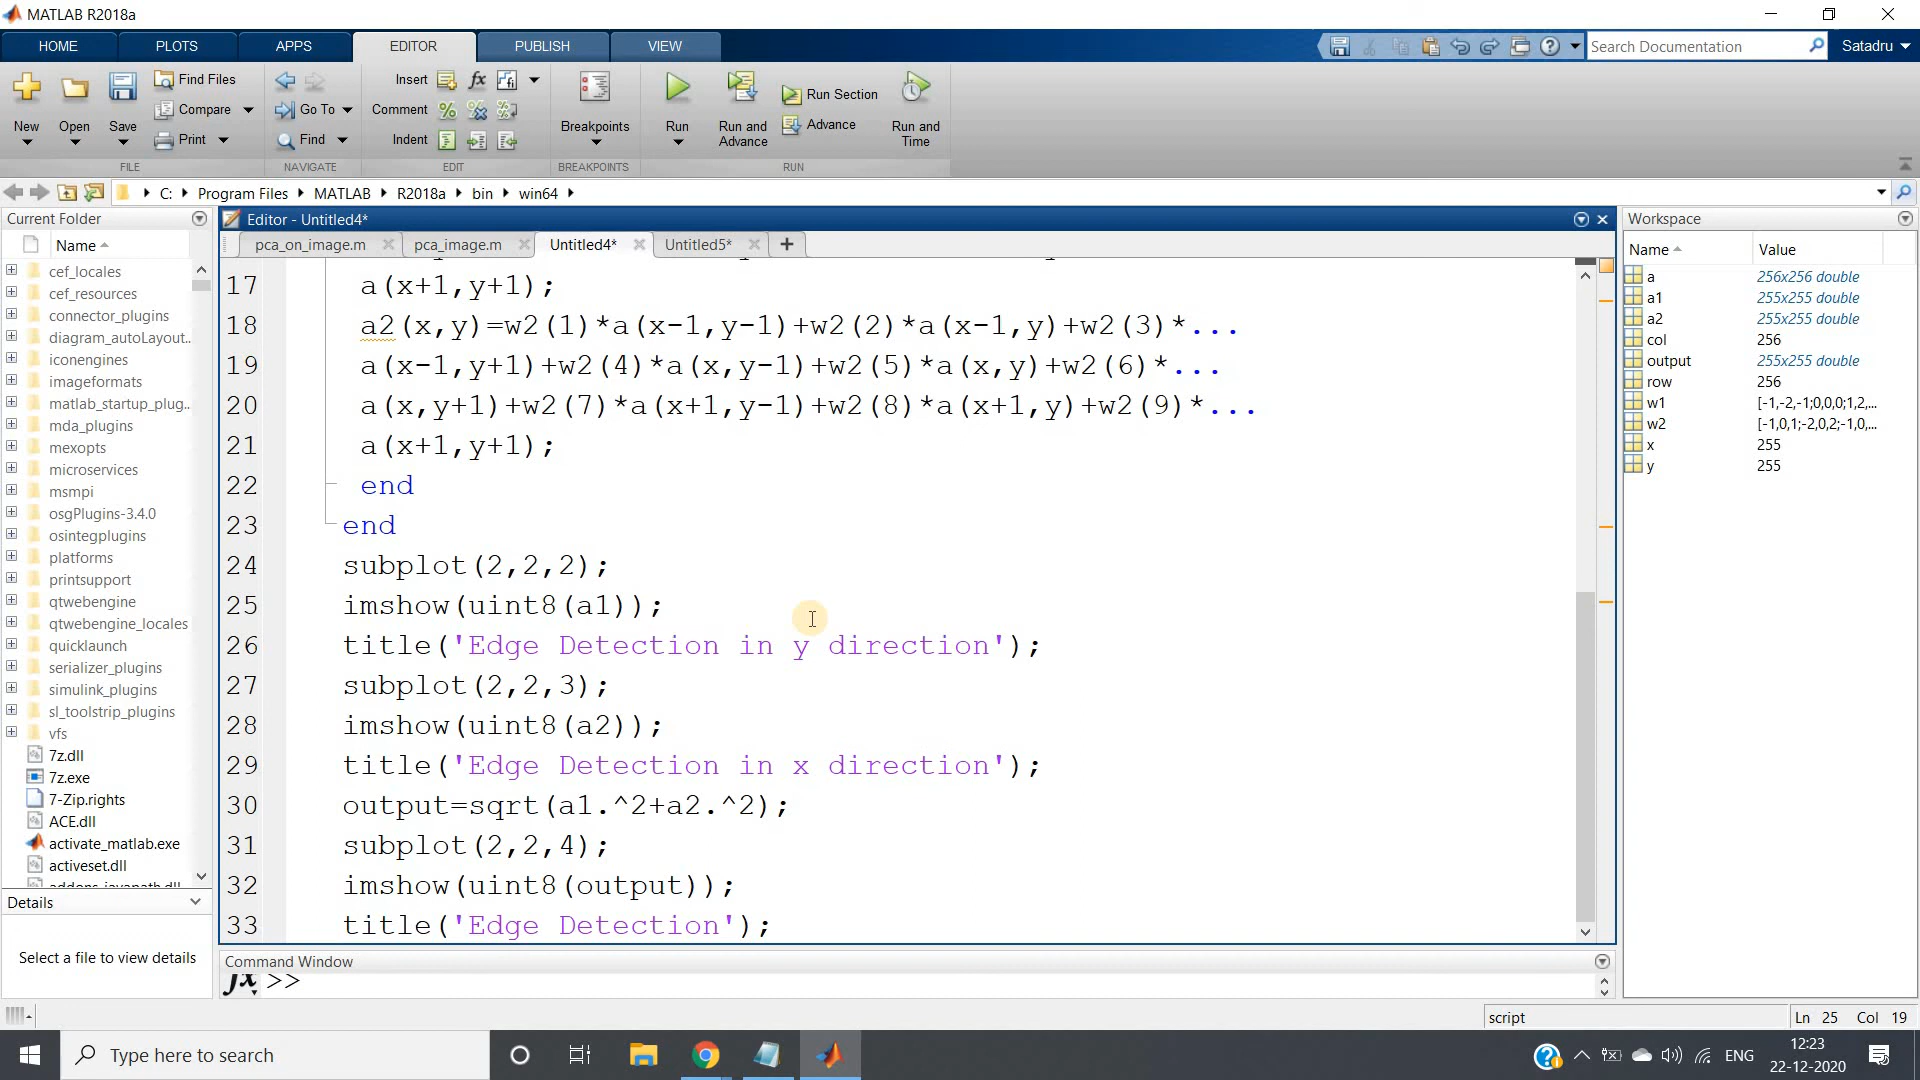 MATLAB R2018a
HOME PLOTS APPS EDITOR PUBLISH VIEW
Search Documentation
Satadru
New Open Save
Find Files
Compare
Print
FILE
Go To
Find
NAVIGATE
Insert
Comment
Indent
EDIT
Breakpoints
BREAKPOINTS
Run
Run and Advance
Run Section
Advance
Run and Time
RUN
C: Program Files MATLAB R2018a bin win64
Current Folder
Name
cef_locales
cef_resources
connector_plugins
diagram_autoLayout...
iconengines
imageformats
matlab_startup_plug...
mda_plugins
mexopts
microservices
msmpi
osgPlugins-3.4.0
osintegplugins
platforms
printsupport
qtwebengine
qtwebengine_locales
quicklaunch
serializer_plugins
simulink_plugins
sl_toolstrip_plugins
vfs
7z.dll
7z.exe
7-Zip.rights
ACE.dll
activate_matlab.exe
activeset.dll
Details
Select a file to view details
Editor - Untitled4*
pca_on_image.m pca_image.m Untitled4* Untitled5*
17 a(x+1,y+1);
18 a2(x,y)=w2(1)*a(x-1,y-1)+w2(2)*a(x-1,y)+w2(3)*...
19 a(x-1,y+1)+w2(4)*a(x,y-1)+w2(5)*a(x,y)+w2(6)*...
20 a(x,y+1)+w2(7)*a(x+1,y-1)+w2(8)*a(x+1,y)+w2(9)*...
21 a(x+1,y+1);
22 end
23 end
24 subplot(2,2,2);
25 imshow(uint8(a1));
26 title('Edge Detection in y direction');
27 subplot(2,2,3);
28 imshow(uint8(a2));
29 title('Edge Detection in x direction');
30 output=sqrt(a1.^2+a2.^2);
31 subplot(2,2,4);
32 imshow(uint8(output));
33 title('Edge Detection');
Command Window
fx >>
Workspace
Name Value
a 256x256 double
a1 255x255 double
a2 255x255 double
col 256
output 255x255 double
row 256
w1 [-1,-2,-1;0,0,0;1,2,...
w2 [-1,0,1;-2,0,2;-1,0,...
x 255
y 255
script
Ln 25 Col 19
Type here to search
ENG
12:23
22-12-2020